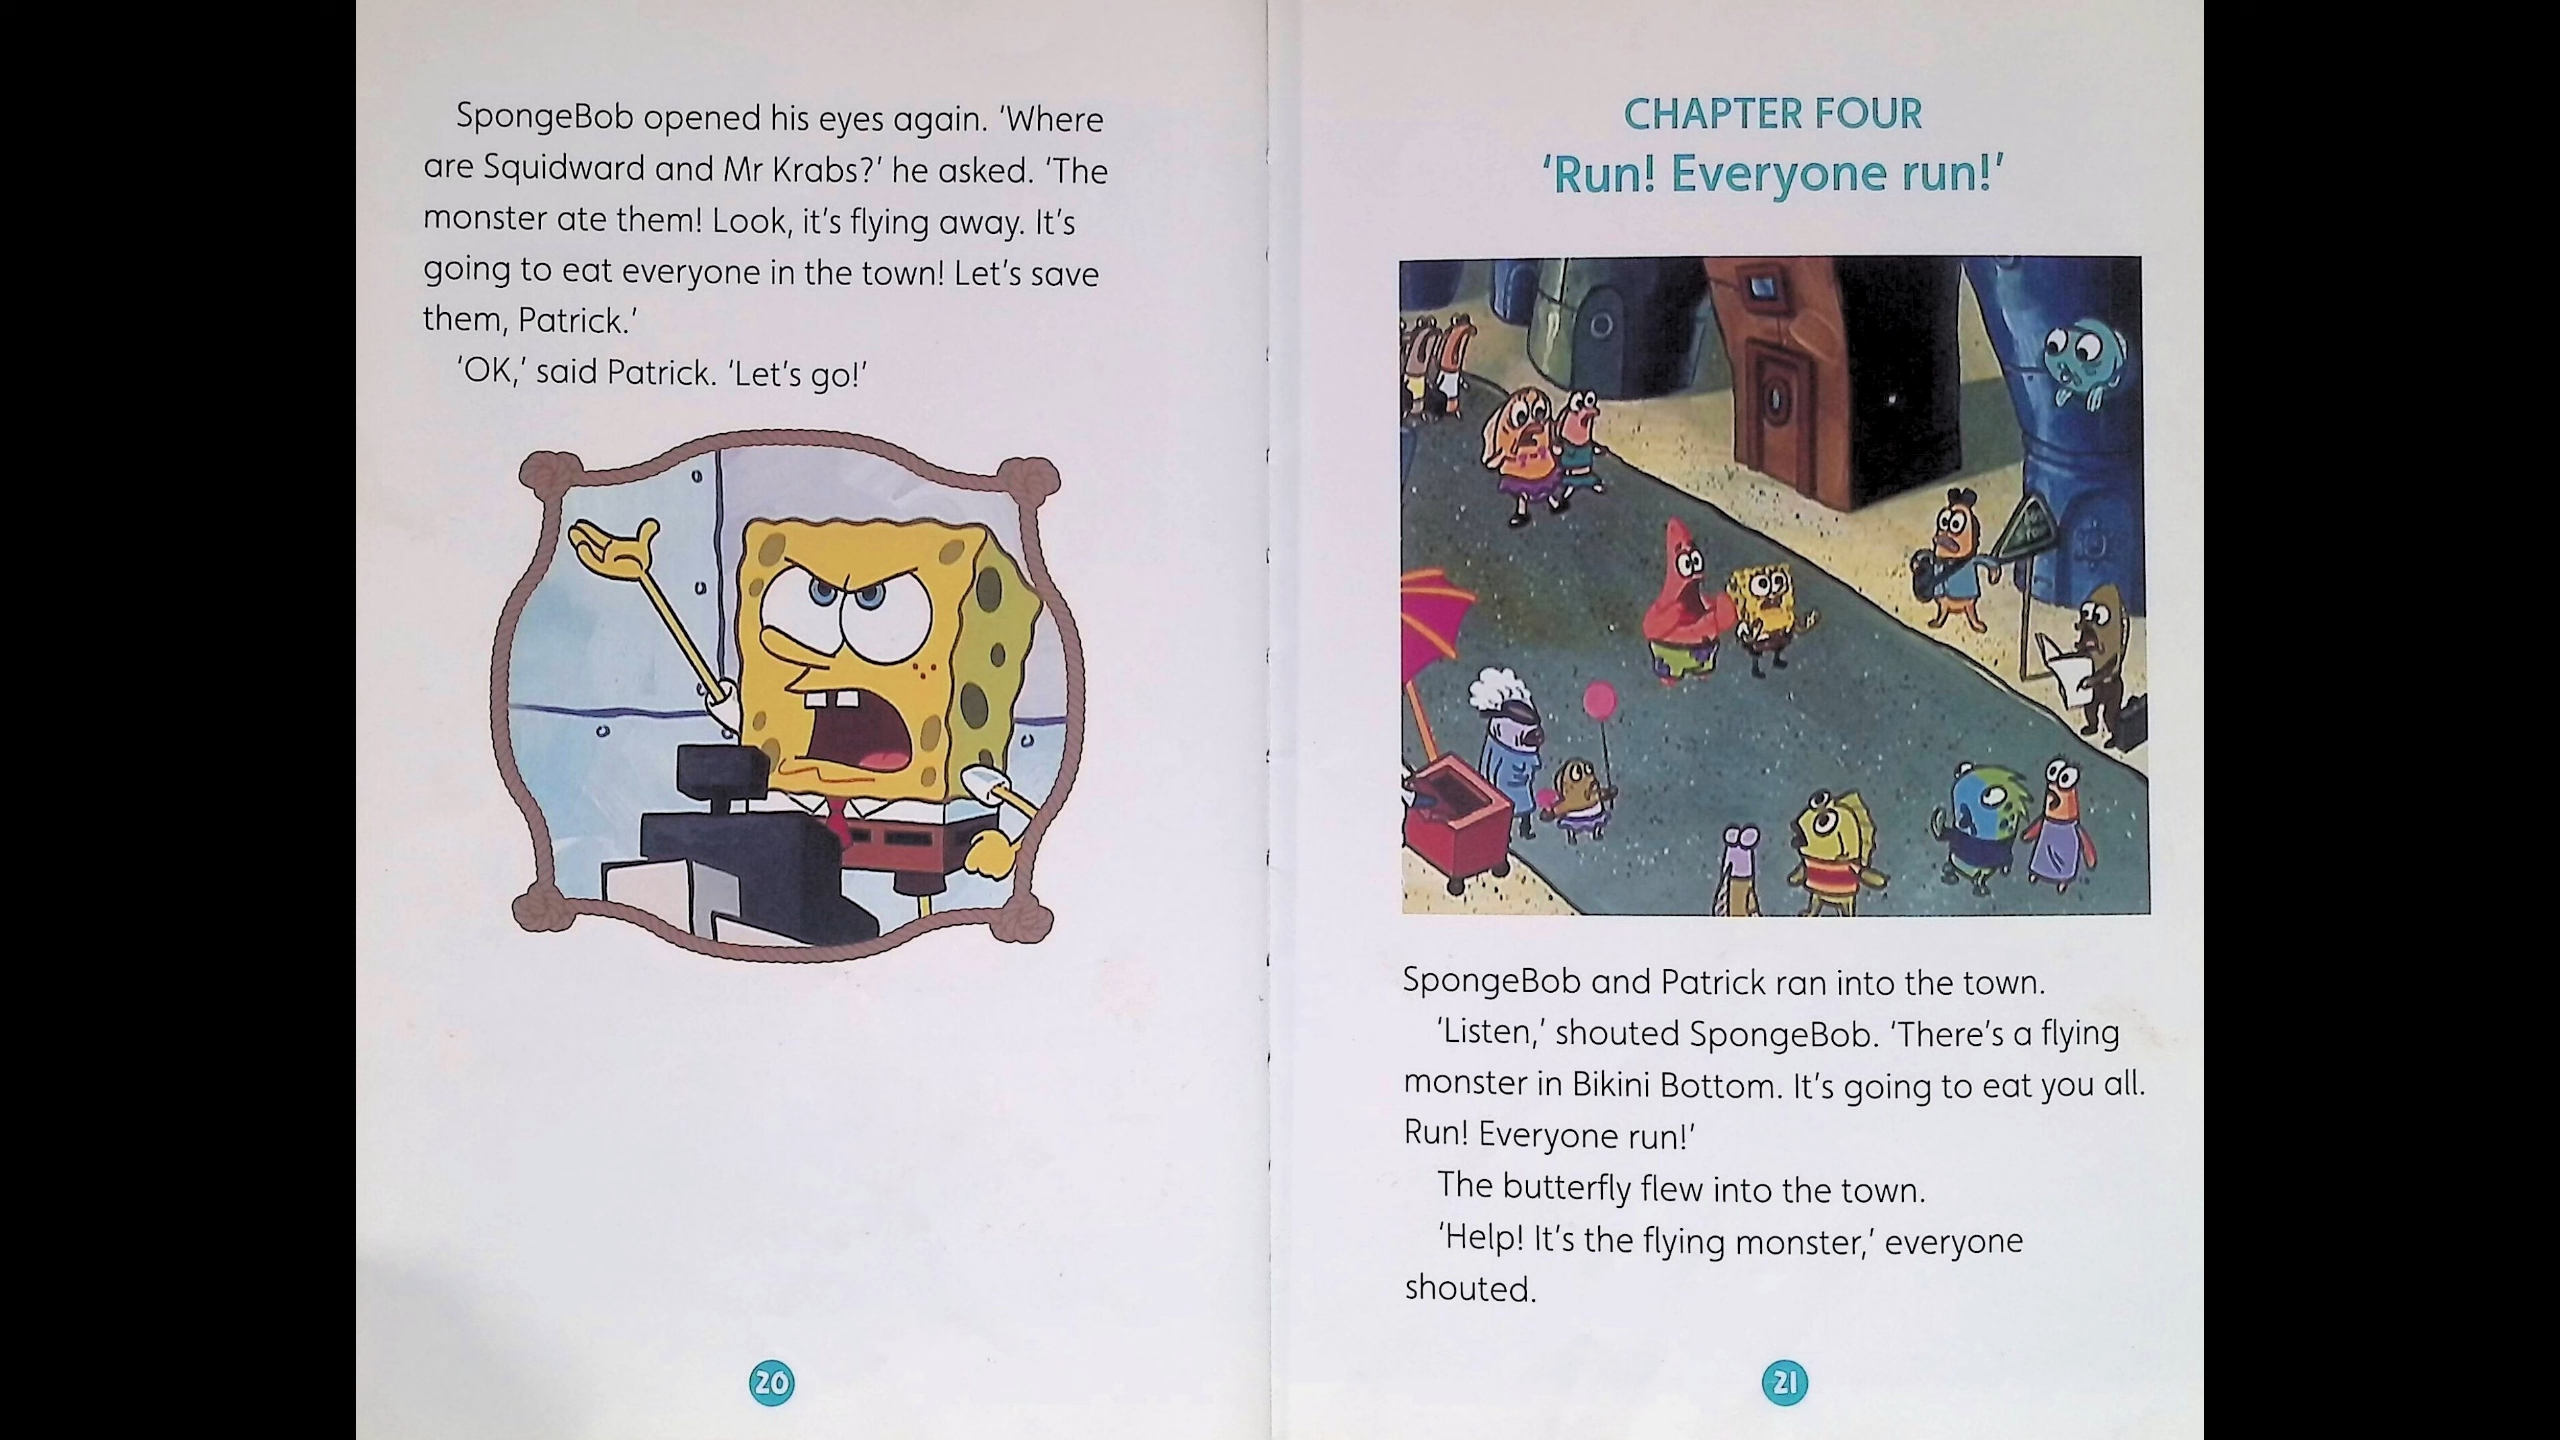 SpongeBob opened his eyes again. ‘Where
are Squidward and Mr Krabs?’ he asked. ‘The
monster ate them! Look, it’s flying away. It’s
going to eat everyone in the town! Let’s save
them, Patrick.’
‘OK,’ said Patrick. ‘Let’s go!’
20
CHAPTER FOUR
‘Run! Everyone run!’
SpongeBob and Patrick ran into the town.
‘Listen,’ shouted SpongeBob. ‘There’s a flying
monster in Bikini Bottom. It’s going to eat you all.
Run! Everyone run!’
The butterfly flew into the town.
‘Help! It’s the flying monster,’ everyone
shouted.
21